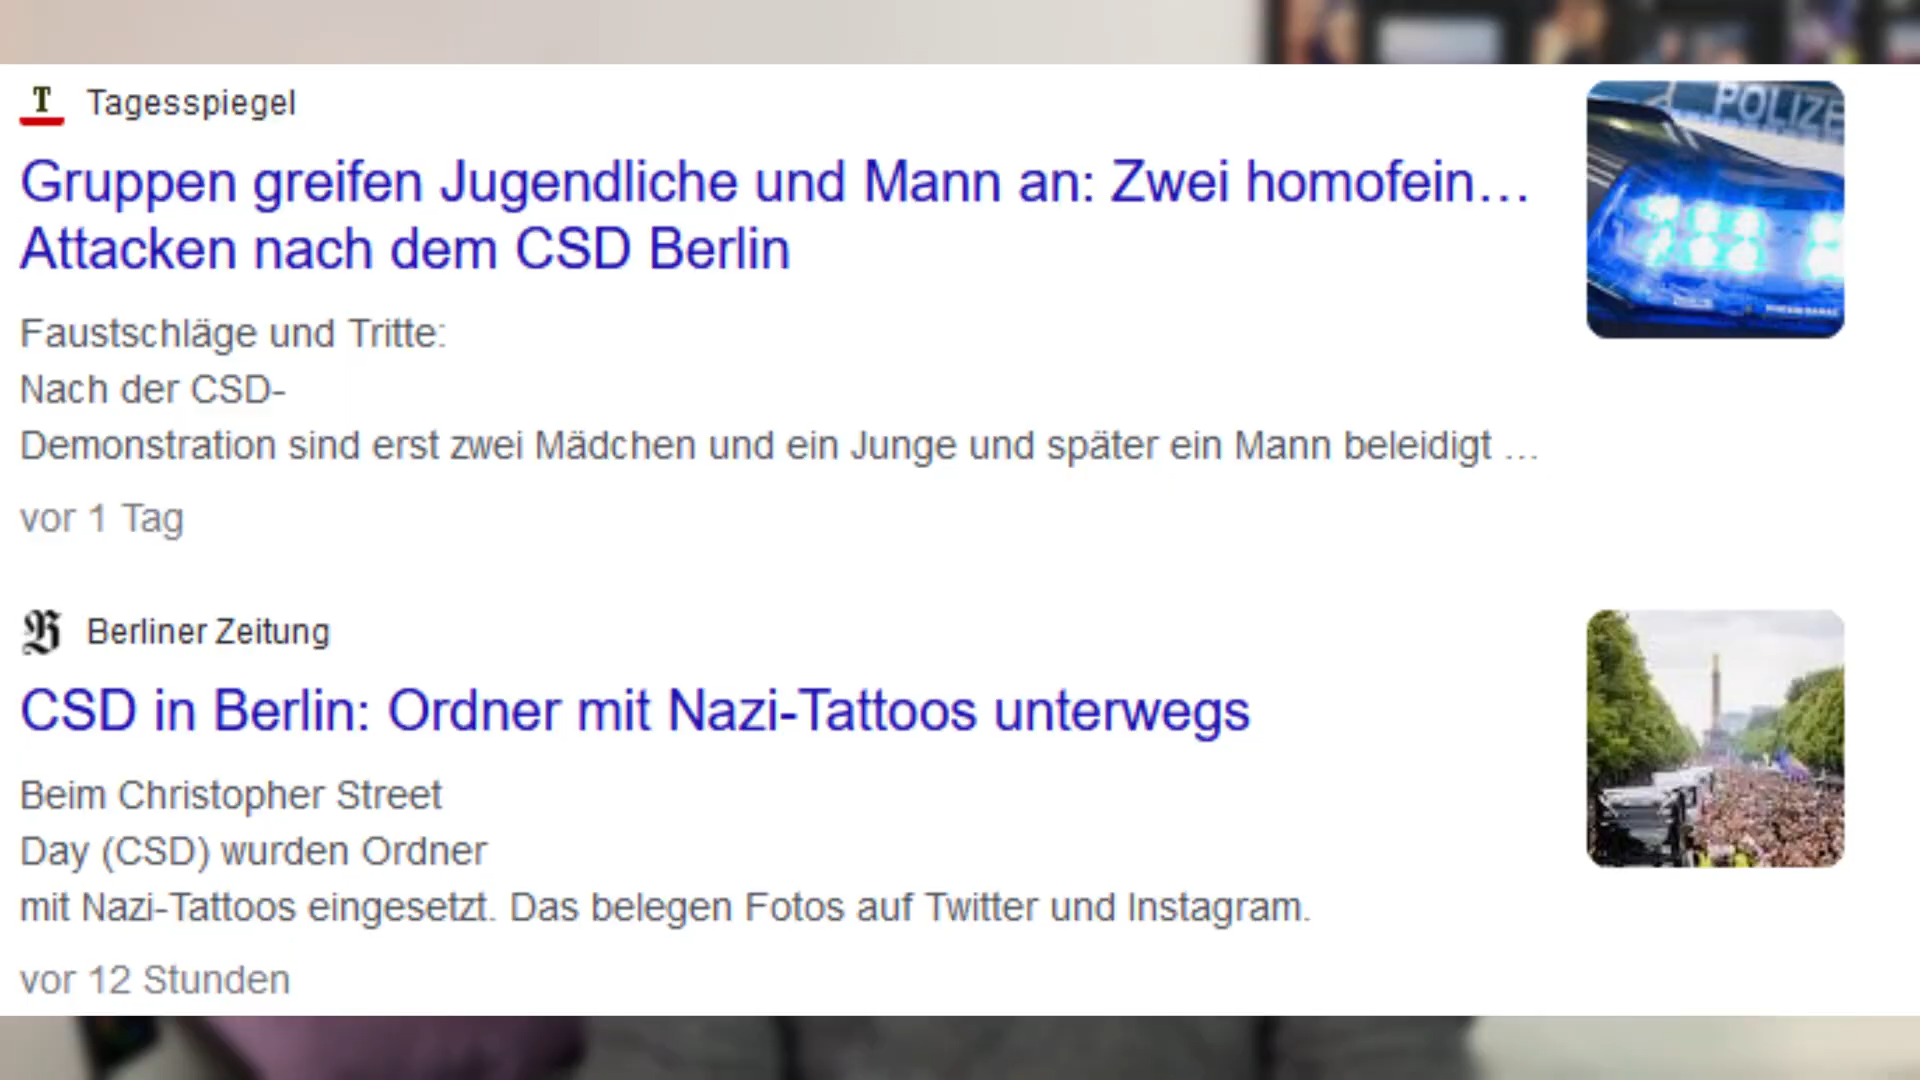 Tagesspiegel
Gruppen greifen Jugendliche und Mann an: Zwei homofein…
Attacken nach dem CSD Berlin
Faustschläge und Tritte:
Nach der CSD-
Demonstration sind erst zwei Mädchen und ein Junge und später ein Mann beleidigt ...
vor 1 Tag
POLIZE
Berliner Zeitung
CSD in Berlin: Ordner mit Nazi-Tattoos unterwegs
Beim Christopher Street
Day (CSD) wurden Ordner
mit Nazi-Tattoos eingesetzt. Das belegen Fotos auf Twitter und Instagram.
vor 12 Stunden